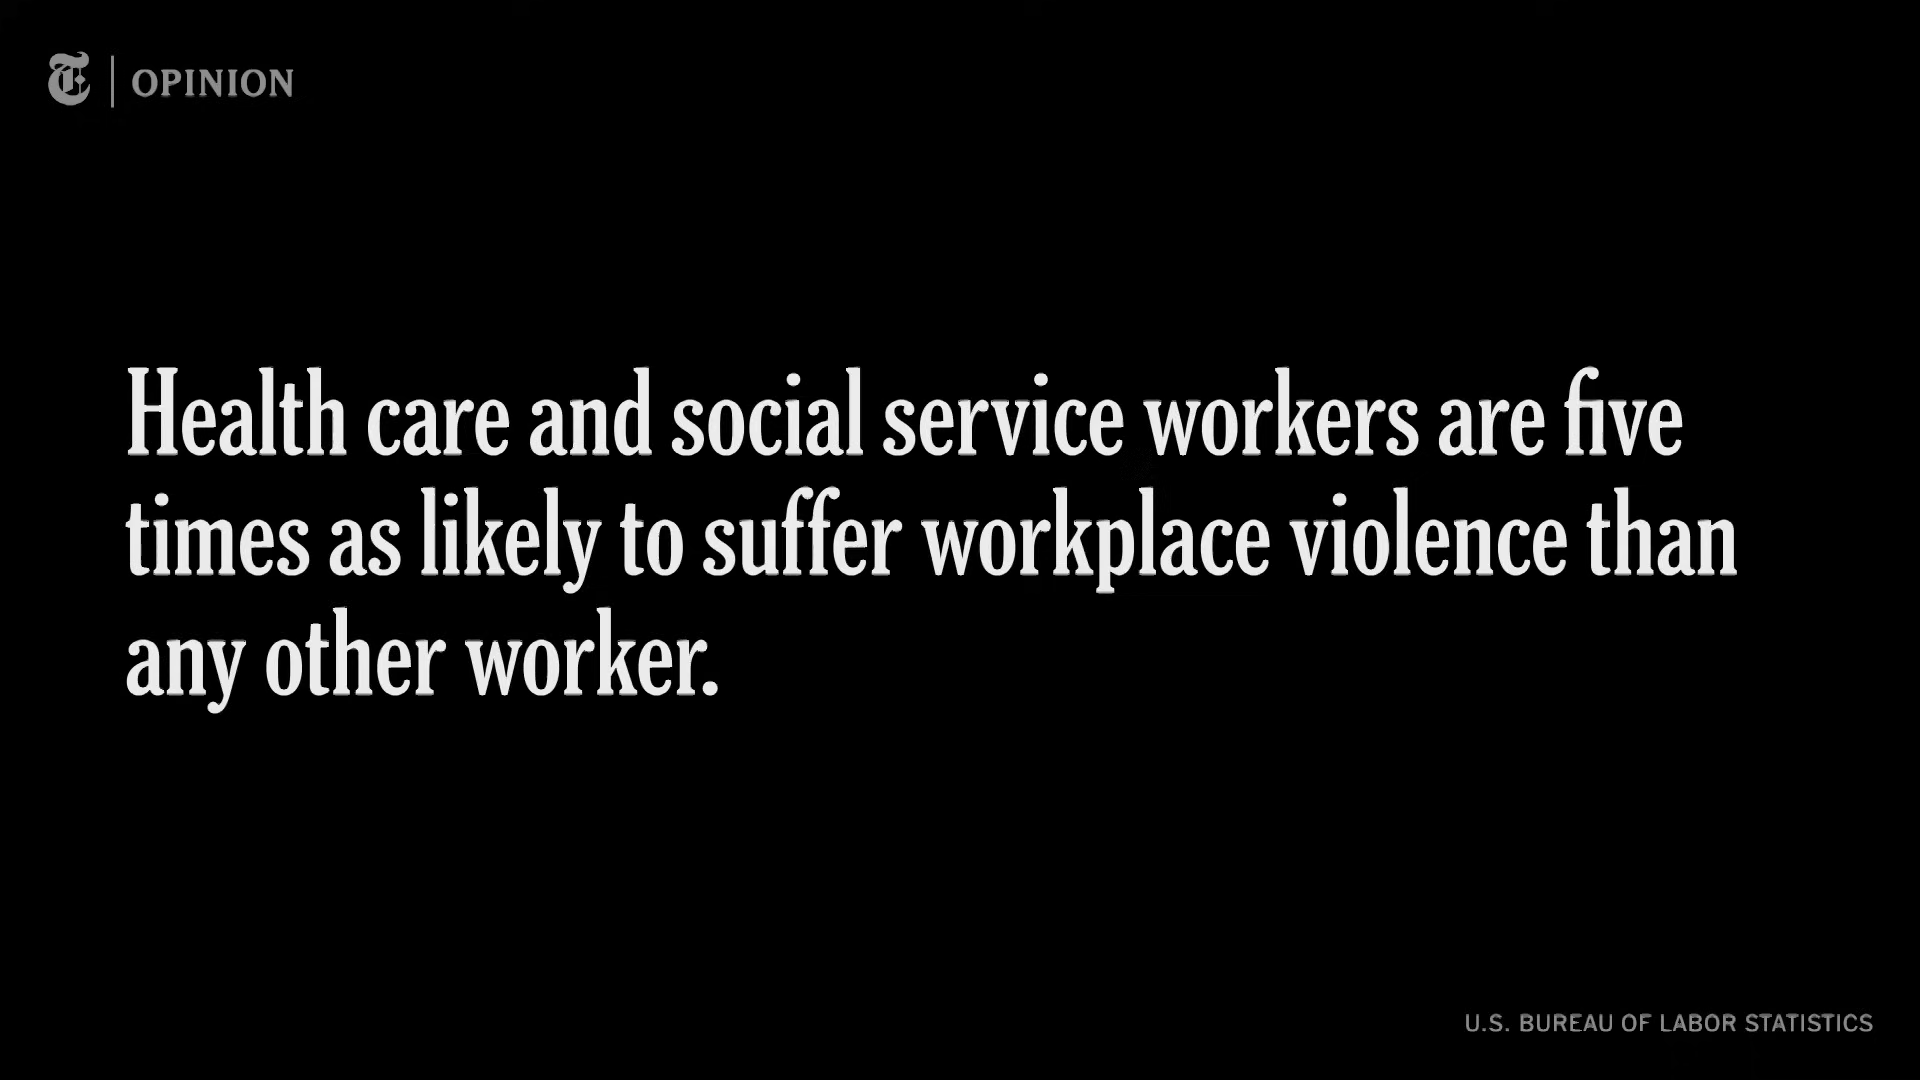 T | OPINION
Health care and social service workers are five
times as likely to suffer workplace violence than
any other worker.
U.S. BUREAU OF LABOR STATISTICS